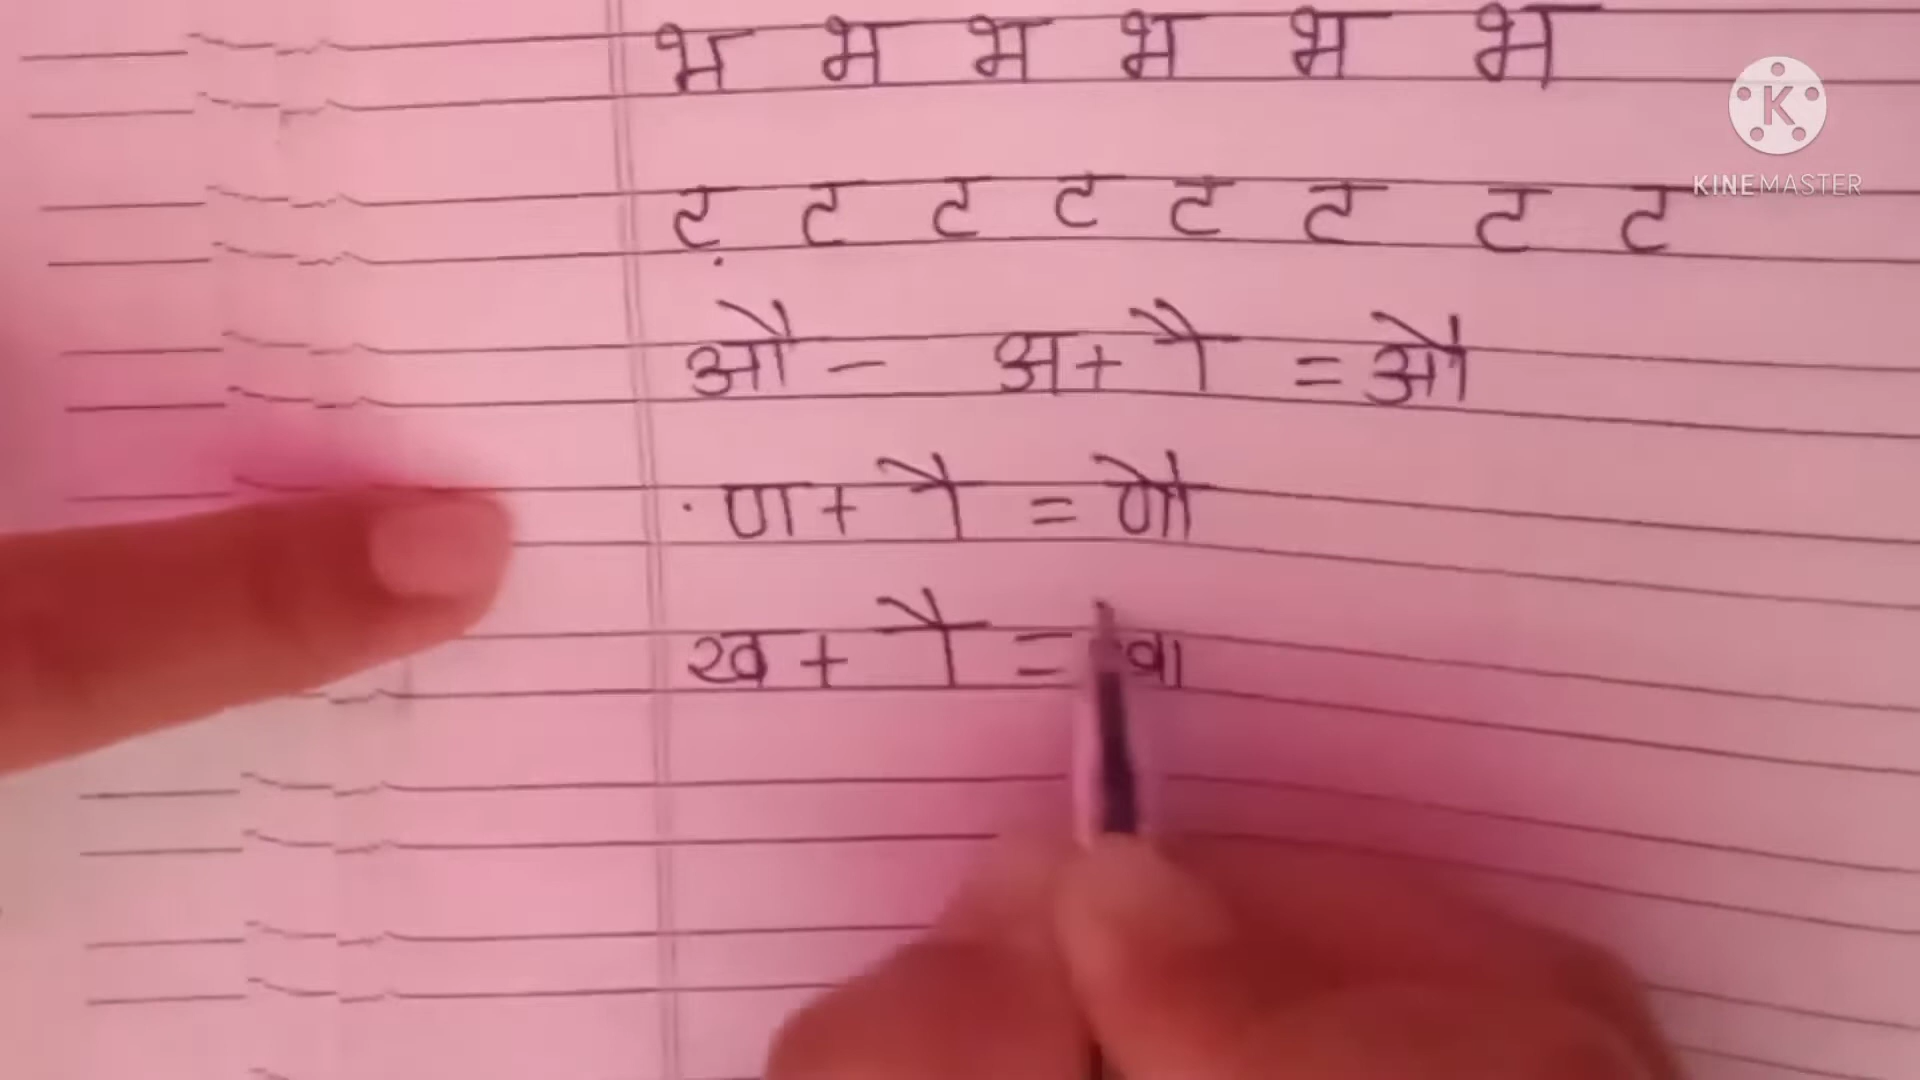 भ भ भ भ भ भ
ट ट ट ट ट ट ट ट
ओ - अ + ो = ओ
ण + ो = णो
ख + ो = खा
KINEMASTER